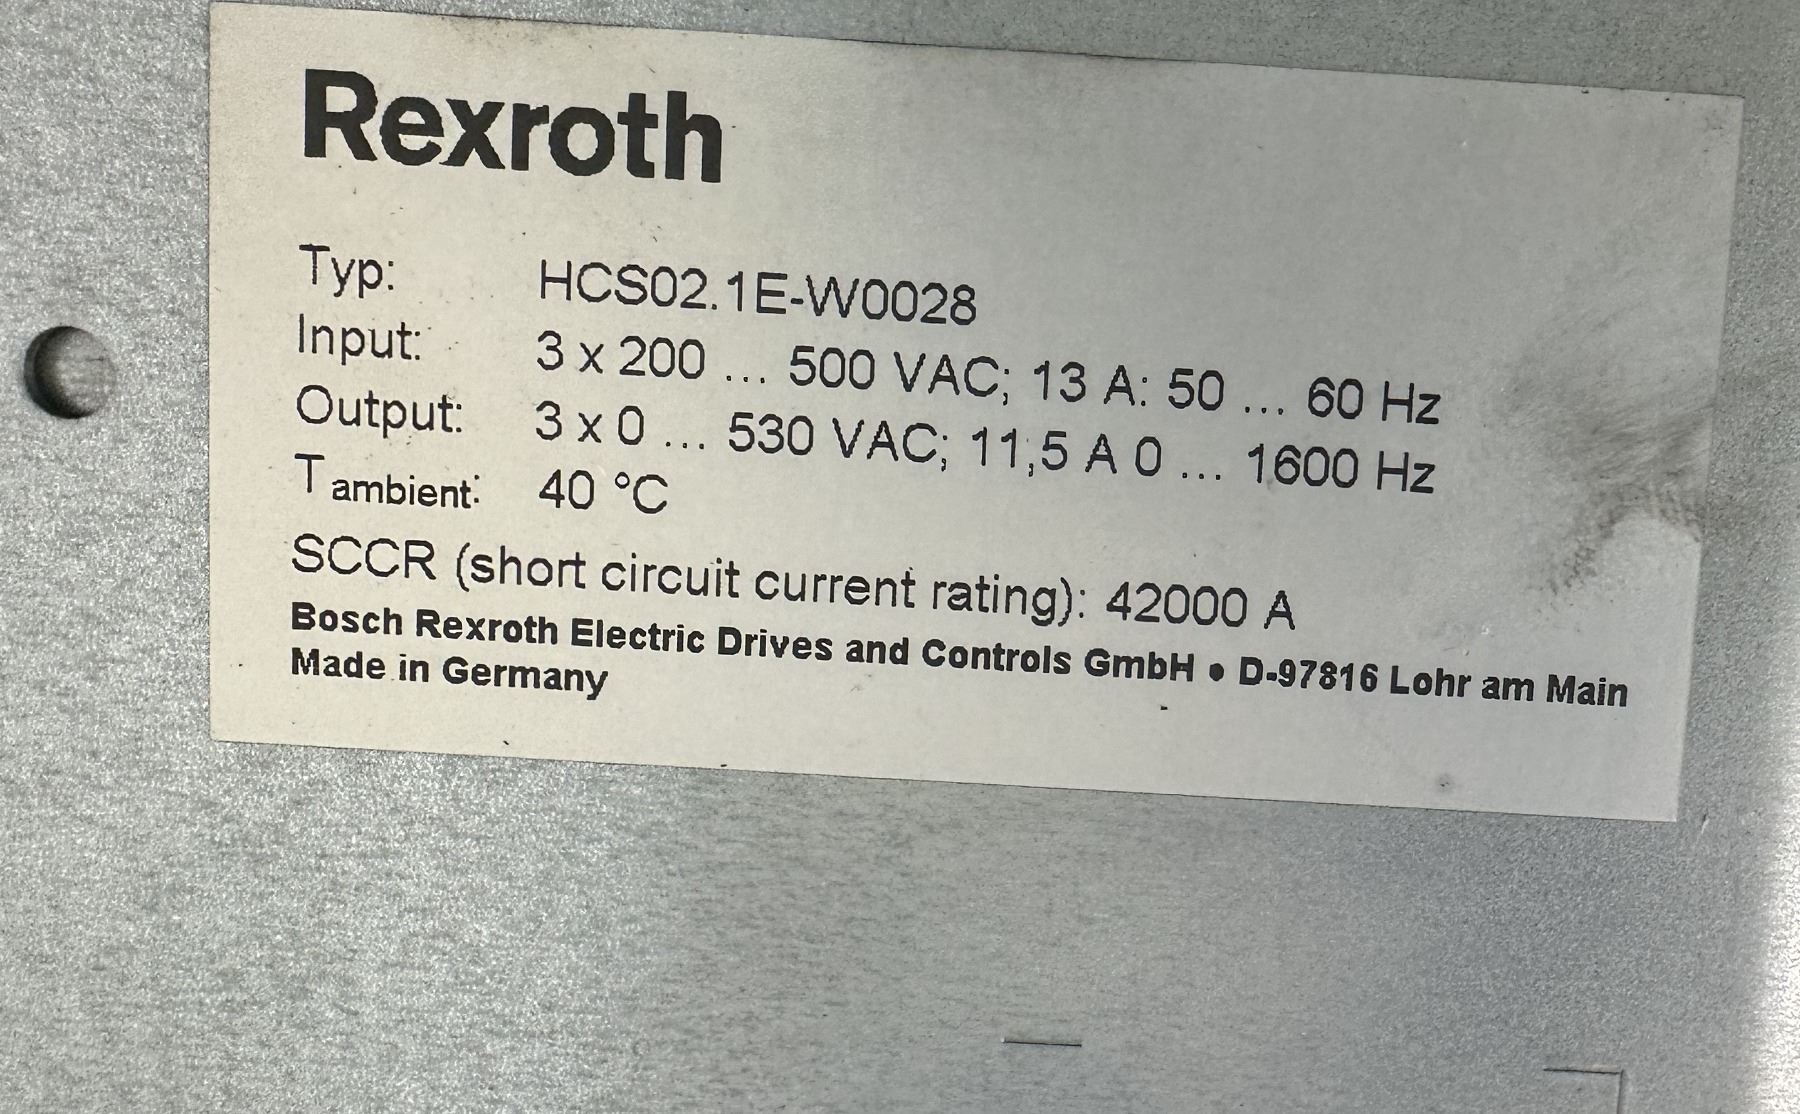 Rexroth
Typ: HCS02.1E-W0028
Input: 3 x 200 ... 500 VAC; 13 A: 50 ... 60 Hz
Output: 3 x 0 ... 530 VAC; 11,5 A 0 ... 1600 Hz
T ambient: 40 °C
SCCR (short circuit current rating): 42000 A
Bosch Rexroth Electric Drives and Controls GmbH • D-97816 Lohr am Main
Made in Germany